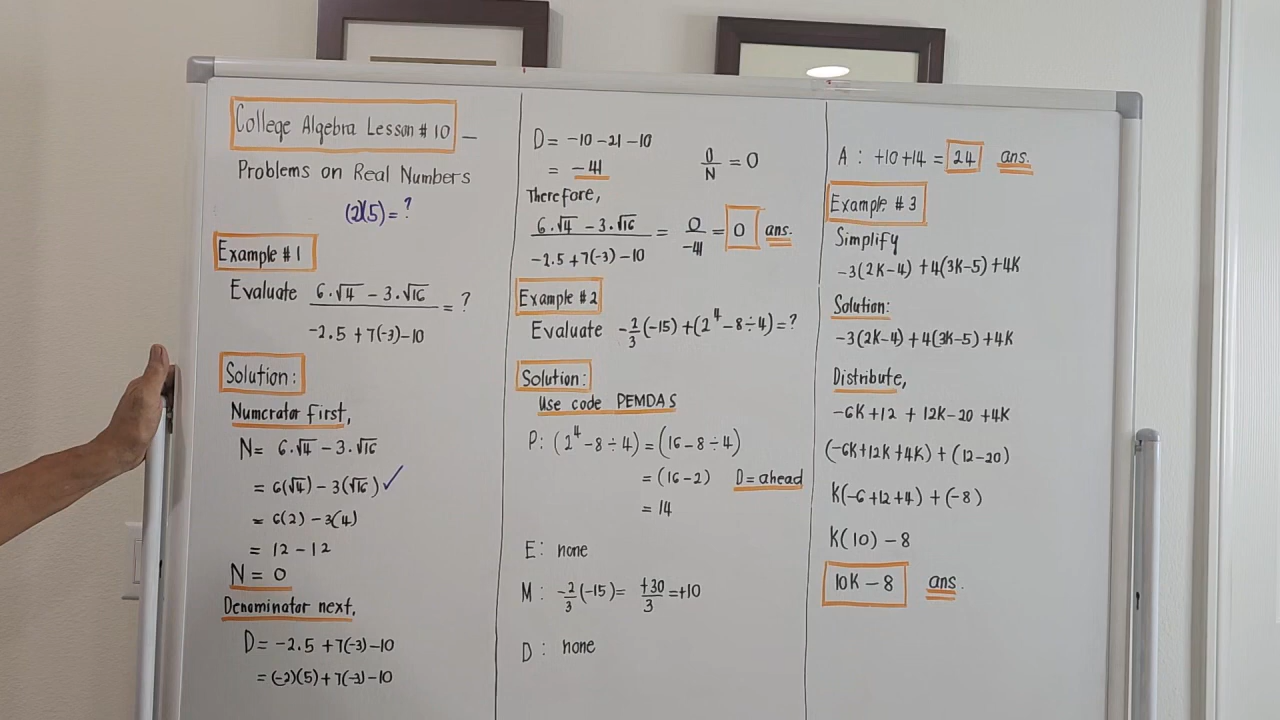 College Algebra Lesson # 10 –
Problems on Real Numbers
(2)(5) = ?
Example # 1
Evaluate (6·√4 – 3·√16)/(-2.5 + 7(-3) – 10) = ?
Solution:
Numerator First,
N = 6·√4 – 3·√16
= 6(√4) – 3(√16) ✓
= 6(2) – 3(4)
= 12 – 12
N = 0
Denominator next,
D = -2.5 + 7(-3) – 10
= (-2)(5) + 7(-3) – 10
D = -10 – 21 – 10
= -41
0/N = 0
Therefore,
(6·√4 – 3·√16)/(-2.5 + 7(-3) – 10) = 0/-41 = 0 ans.
Example # 2
Evaluate -2/3(-15) + (2⁴ – 8 ÷ 4) = ?
Solution:
Use code PEMDAS
P: (2⁴ – 8 ÷ 4) = (16 – 8 ÷ 4)
= (16 – 2) D = ahead
= 14
E: none
M: -2/3(-15) = +30/3 = +10
D: none
A: +10 + 14 = 24 ans.
Example # 3
Simplify
-3(2K – 4) + 4(3K – 5) + 4K
Solution:
-3(2K – 4) + 4(3K – 5) + 4K
Distribute,
-6K + 12 + 12K – 20 + 4K
(-6K + 12K + 4K) + (12 – 20)
K(-6 + 12 + 4) + (-8)
K(10) – 8
10K – 8 ans.